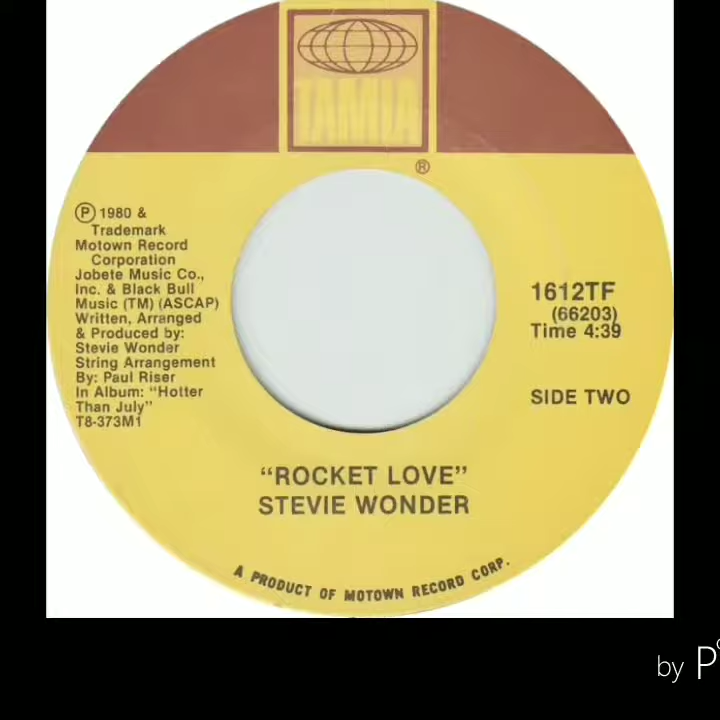 TAMLA
®
Ⓟ 1980 &
Trademark
Motown Record
Corporation
Jobete Music Co.,
Inc. & Black Bull
Music (TM) (ASCAP)
Written, Arranged
& Produced by:
Stevie Wonder
String Arrangement
By: Paul Riser
In Album: “Hotter
Than July”
T8-373M1
1612TF
(66203)
Time 4:39
SIDE TWO
“ROCKET LOVE”
STEVIE WONDER
A PRODUCT OF MOTOWN RECORD CORP.
by